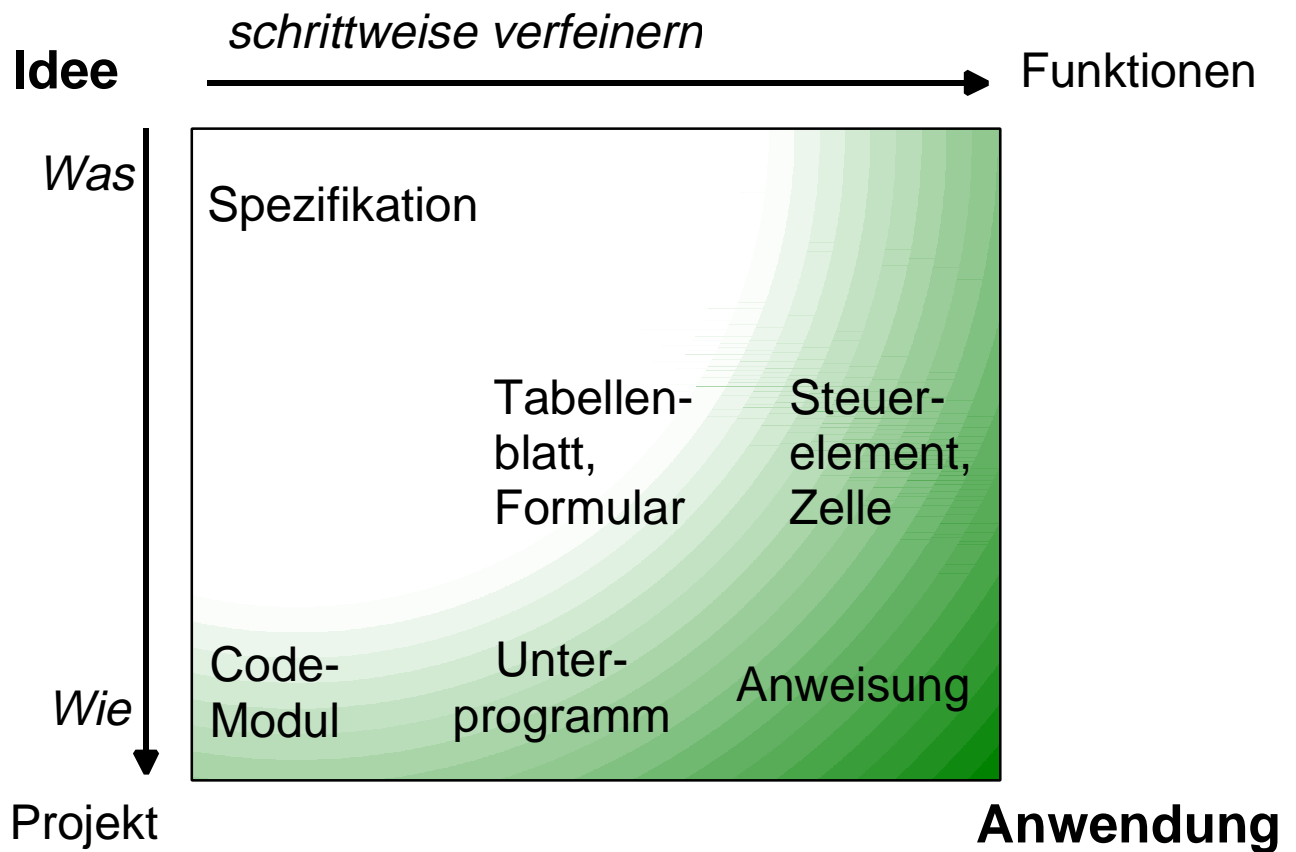 schrittweise verfeinern
Idee
Funktionen
Was
Spezifikation
Tabellen-
blatt,
Formular
Steuer-
element,
Zelle
Code-
Modul
Unter-
programm
Anweisung
Wie
Projekt
Anwendung